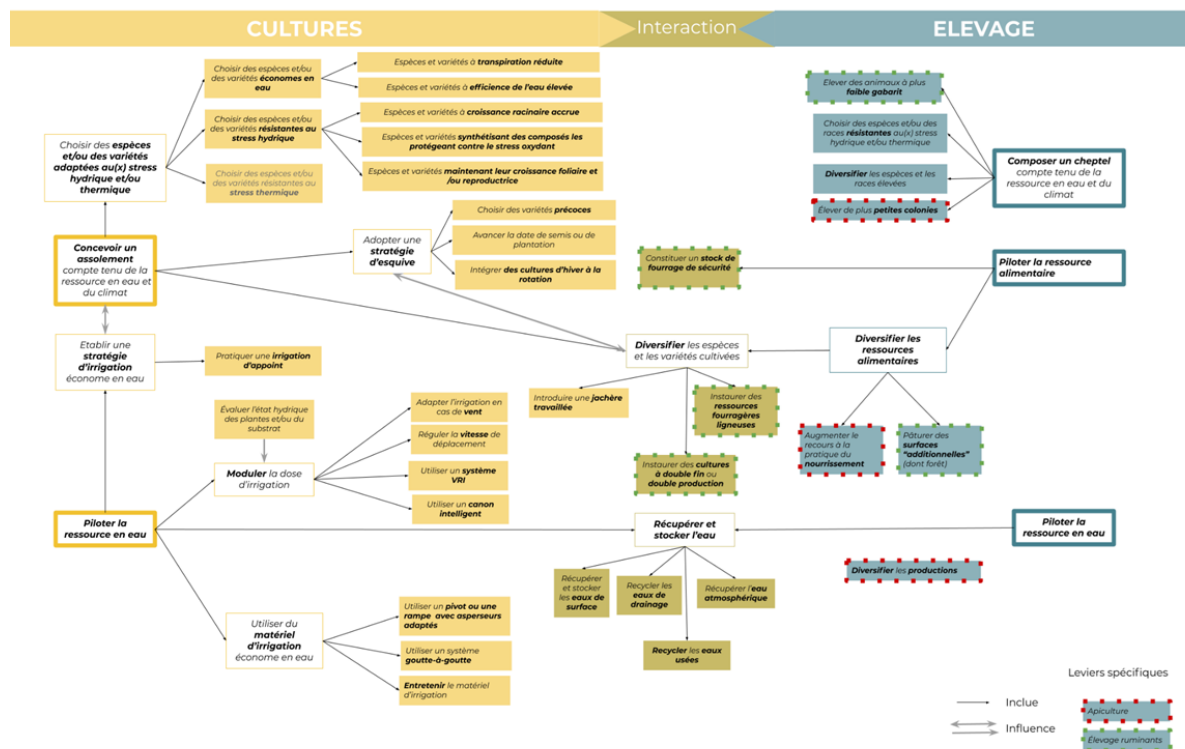 CULTURES
Interaction
ELEVAGE
Choisir des espèces et/ou
des variétés économes en
eau
Espèces et variétés à transpiration réduite
Espèces et variétés à efficience de l'eau élevée
Choisir des espèces
et/ou des variétés
adaptées au(x) stress
hydrique et/ou
thermique
Choisir des espèces et/ou
des variétés résistantes au
stress hydrique
Espèces et variétés à croissance racinaire accrue
Espèces et variétés synthétisant des composés les
protégeant contre le stress oxydant
Espèces et variétés maintenant leur croissance foliaire et
/ou reproductrice
Choisir des espèces et/ou
des variétés résistantes au
stress thermique
Elever des animaux à plus
faible gabarit
Choisir des espèces et/ou des
races résistantes au(x) stress
hydrique et/ou thermique
Diversifier les espèces et les
races élevées
Élever de plus petites colonies
Composer un cheptel
compte tenu de la
ressource en eau et du
climat
Concevoir un
assolement
compte tenu de la
ressource en eau et
du climat
Adopter une
stratégie
d'esquive
Choisir des variétés précoces
Avancer la date de semis ou de
plantation
Intégrer des cultures d'hiver à la
rotation
Constituer un stock de
fourrage de sécurité
Piloter la ressource
alimentaire
Etablir une
stratégie
d'irrigation
économe en eau
Pratiquer une irrigation
d'appoint
Diversifier les espèces
et les variétés cultivées
Diversifier les
ressources
alimentaires
Introduire une jachère
travaillée
Instaurer des
ressources
fourragères
ligneuses
Instaurer des cultures
à double fin ou
double production
Augmenter le
recours à la
pratique du
nourrissement
Pâturer des
surfaces
"additionnelles"
(dont forêt)
Évaluer l'état hydrique
des plantes et/ou du
substrat
Moduler la dose
d'irrigation
Adapter l'irrigation en
cas de vent
Réguler la vitesse de
déplacement
Utiliser un système
VRI
Utiliser un canon
intelligent
Piloter la
ressource en eau
Récupérer et
stocker l'eau
Piloter la
ressource en eau
Récupérer
et stocker
les eaux de
surface
Recycler les
eaux de
drainage
Récupérer l'eau
atmosphérique
Recycler les eaux
usées
Diversifier les productions
Utiliser du
matériel
d'irrigation
économe en eau
Utiliser un pivot ou une
rampe avec asperseurs
adaptés
Utiliser un système
goutte-à-goutte
Entretenir le matériel
d'irrigation
Leviers spécifiques
Inclue
Influence
Apiculture
Elevage ruminants